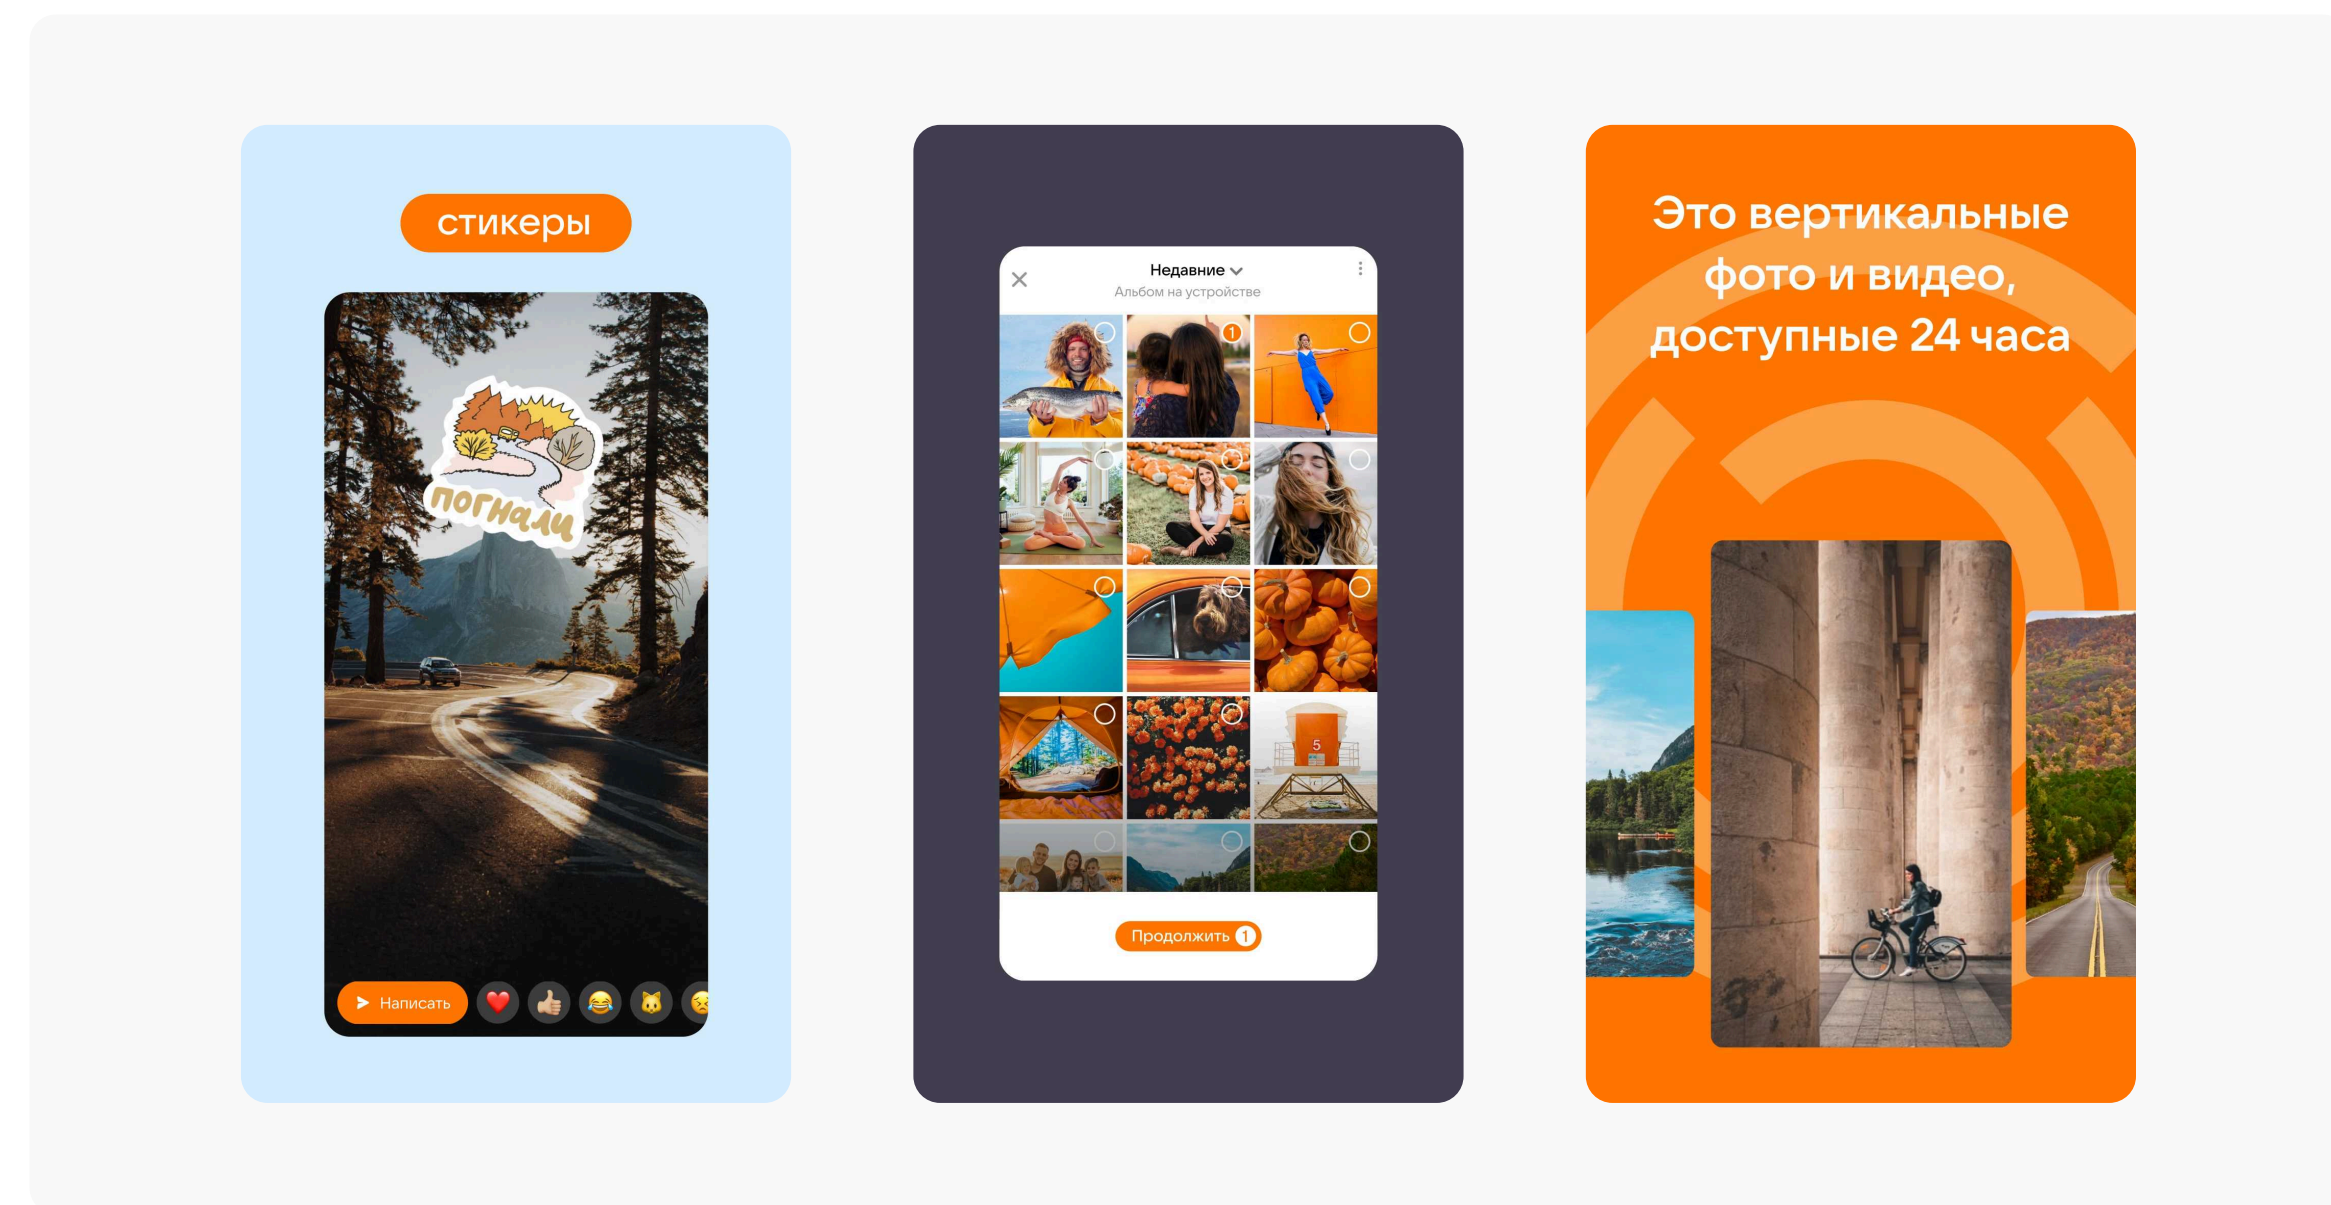 стикеры
погнали
Написать
Недавние
Альбом на устройстве
1
5
Продолжить 1
Это вертикальные
фото и видео,
доступные 24 часа